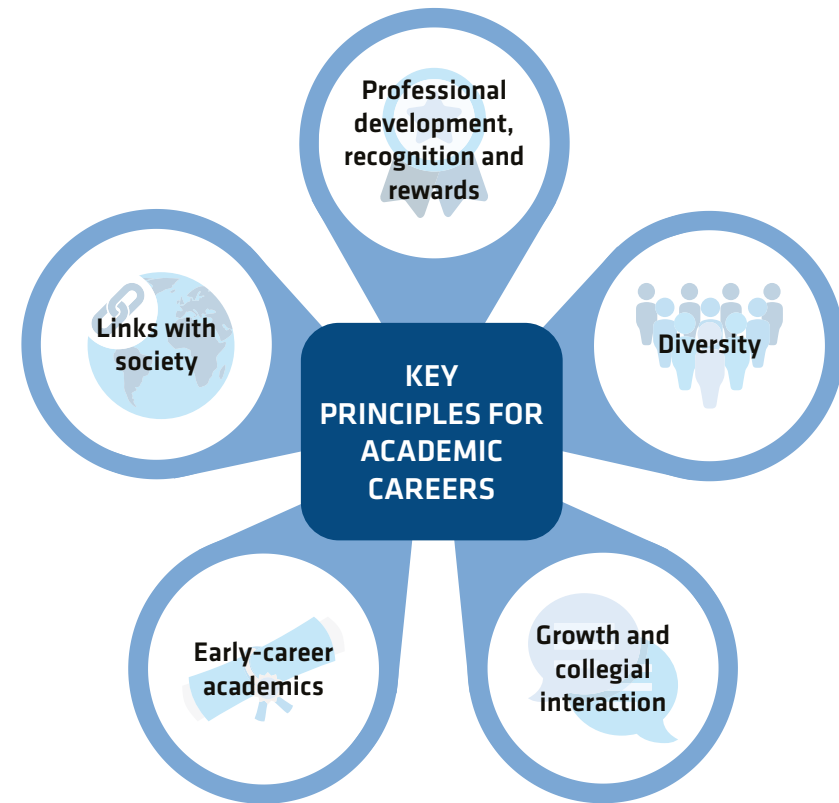 Professional
development,
recognition and
rewards
Links with
society
Diversity
KEY
PRINCIPLES FOR
ACADEMIC
CAREERS
Early-career
academics
Growth and
collegial
interaction